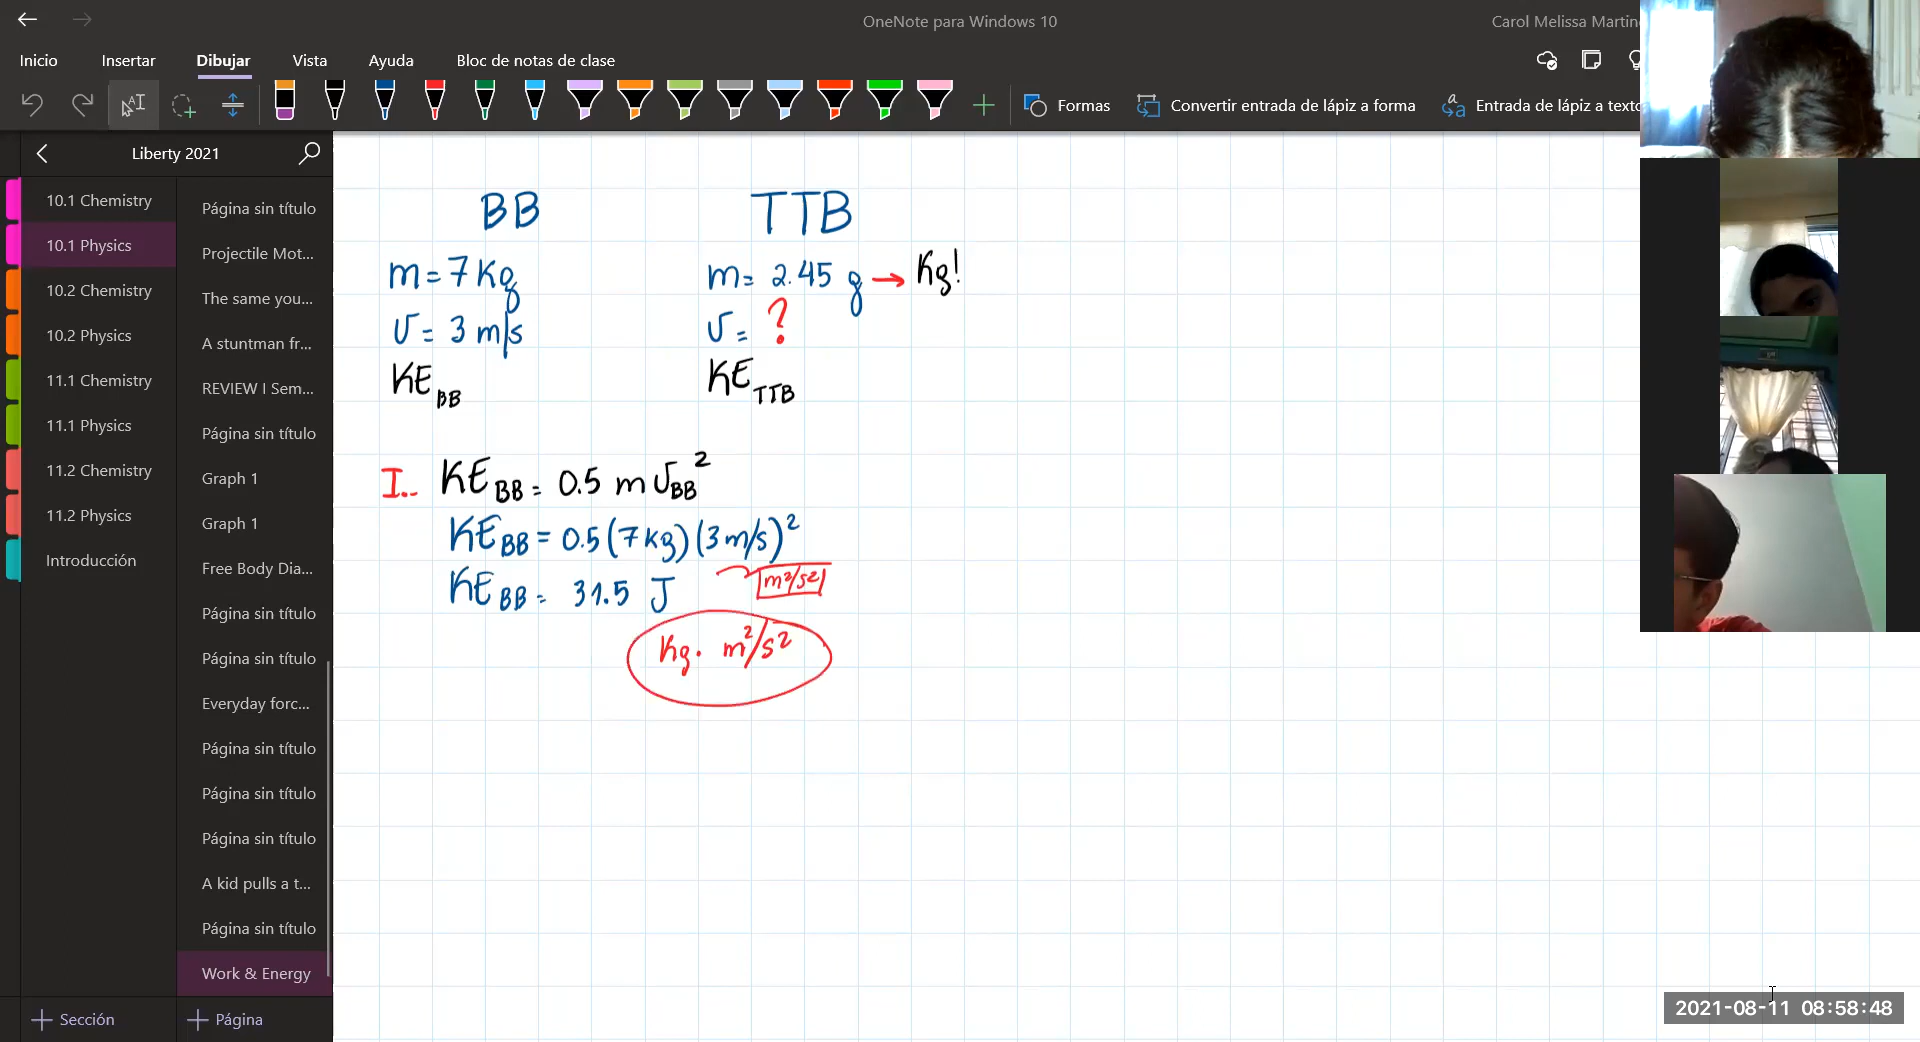 OneNote para Windows 10
Carol Melissa Martin
Inicio Insertar Dibujar Vista Ayuda Bloc de notas de clase
Formas Convertir entrada de lápiz a forma Entrada de lápiz a texto
Liberty 2021
10.1 Chemistry
10.1 Physics
10.2 Chemistry
10.2 Physics
11.1 Chemistry
11.1 Physics
11.2 Chemistry
11.2 Physics
Introducción
Sección
Página sin título
Projectile Mot...
The same you...
A stuntman fr...
REVIEW I Sem...
Página sin título
Graph 1
Graph 1
Free Body Dia...
Página sin título
Página sin título
Everyday forc...
Página sin título
Página sin título
Página sin título
A kid pulls a t...
Página sin título
Work & Energy
Página
BB TTB
m = 7 Kg m = 2.45 g → Kg!
v = 3 m/s v = ?
KE BB KE TTB
I.. KE BB = 0.5 m v BB ²
KE BB = 0.5 (7 kg) (3 m/s)²
KE BB = 31.5 J m²/s²
Kg. m²/s²
2021-08-11 08:58:48